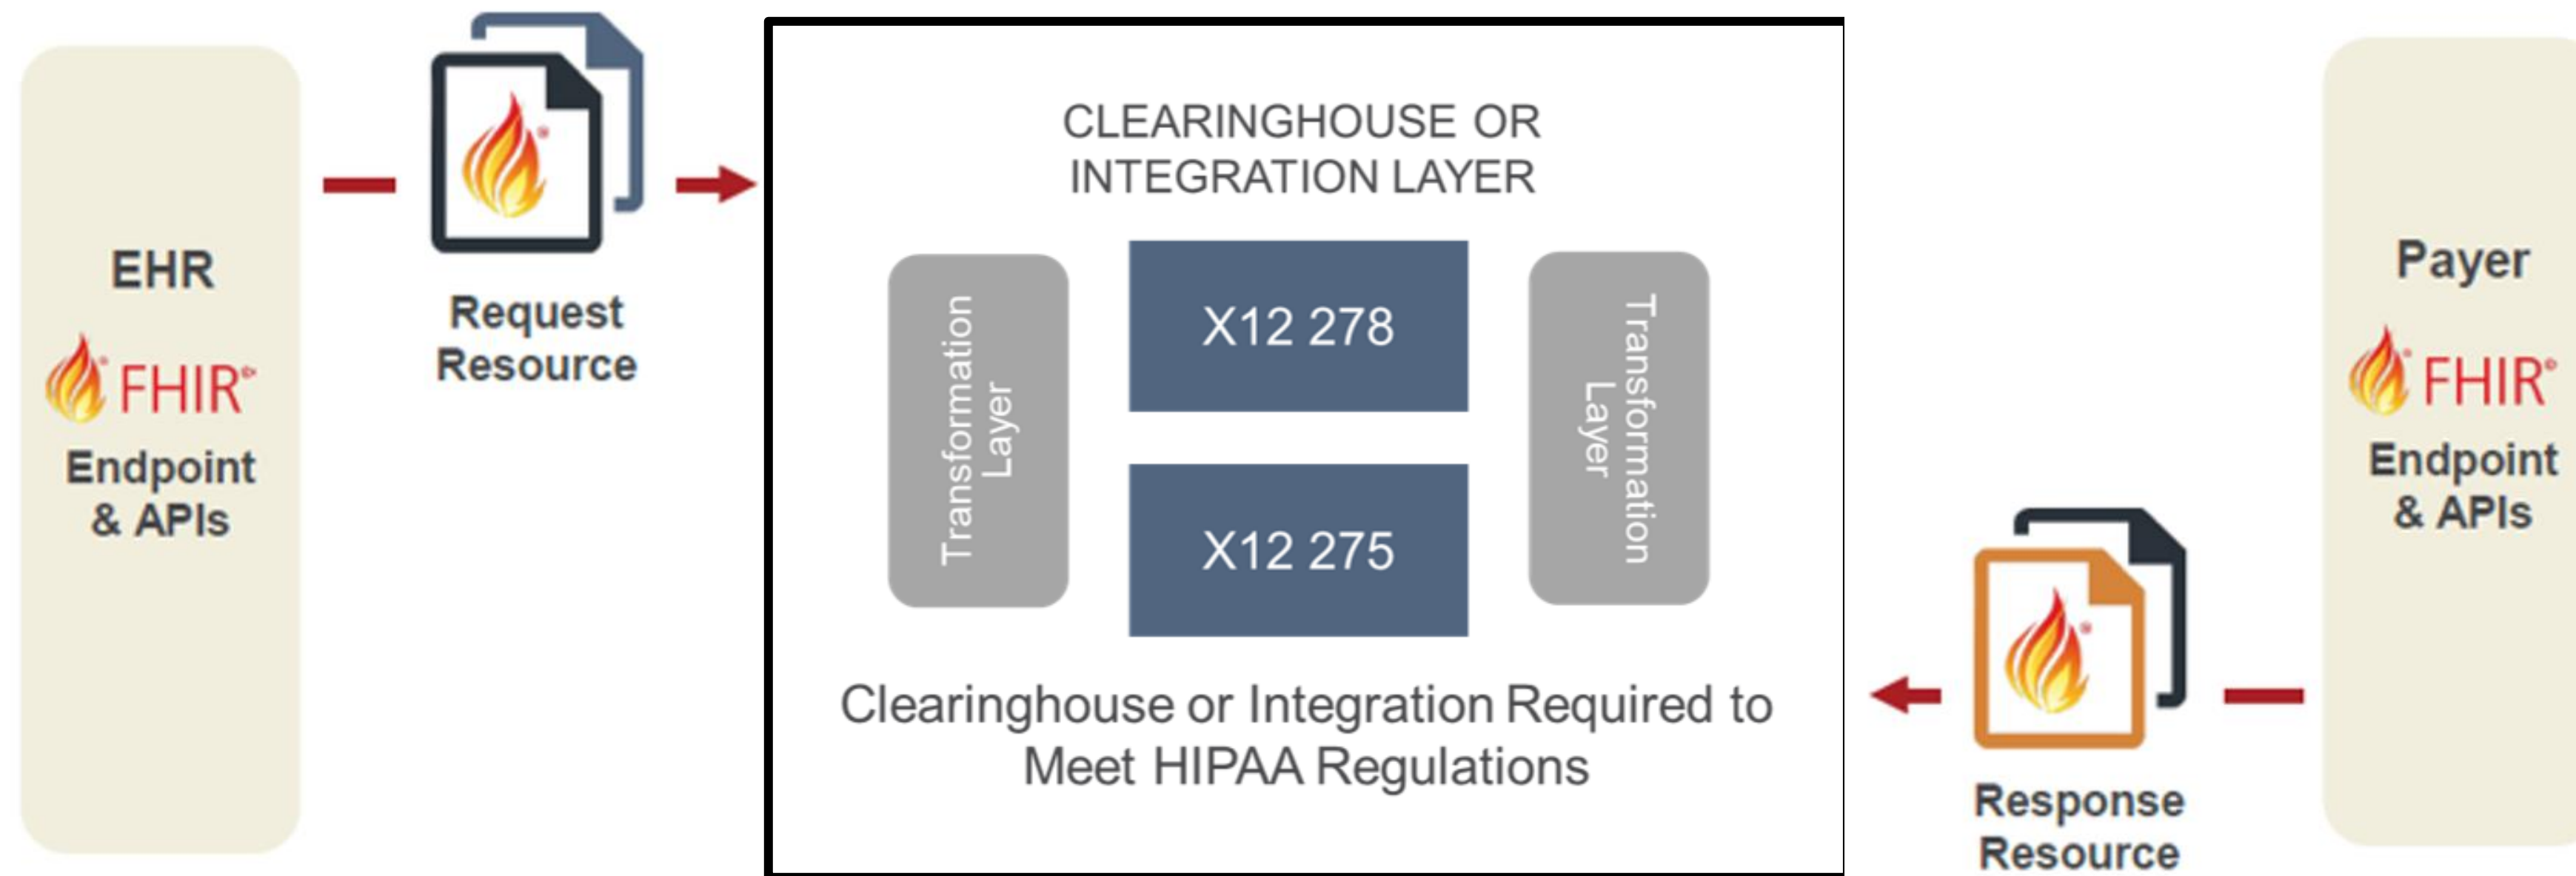 EHR
FHIR®
Endpoint
& APIs
Request
Resource
CLEARINGHOUSE OR
INTEGRATION LAYER
Transformation
Layer
X12 278
X12 275
Transformation
Layer
Clearinghouse or Integration Required to
Meet HIPAA Regulations
Response
Resource
Payer
FHIR®
Endpoint
& APIs